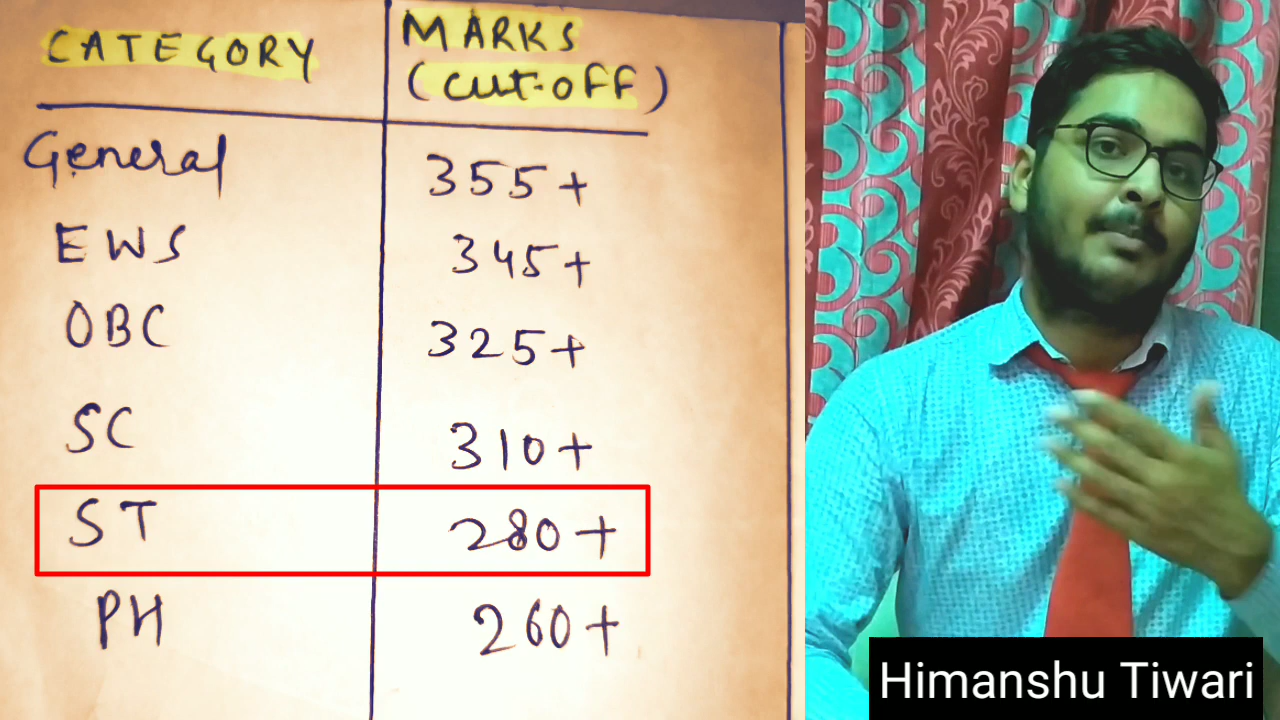 CATEGORY MARKS
(CUT-OFF)
General 355+
EWS 345+
OBC 325+
SC 310+
ST 280+
PH 260+
Himanshu Tiwari